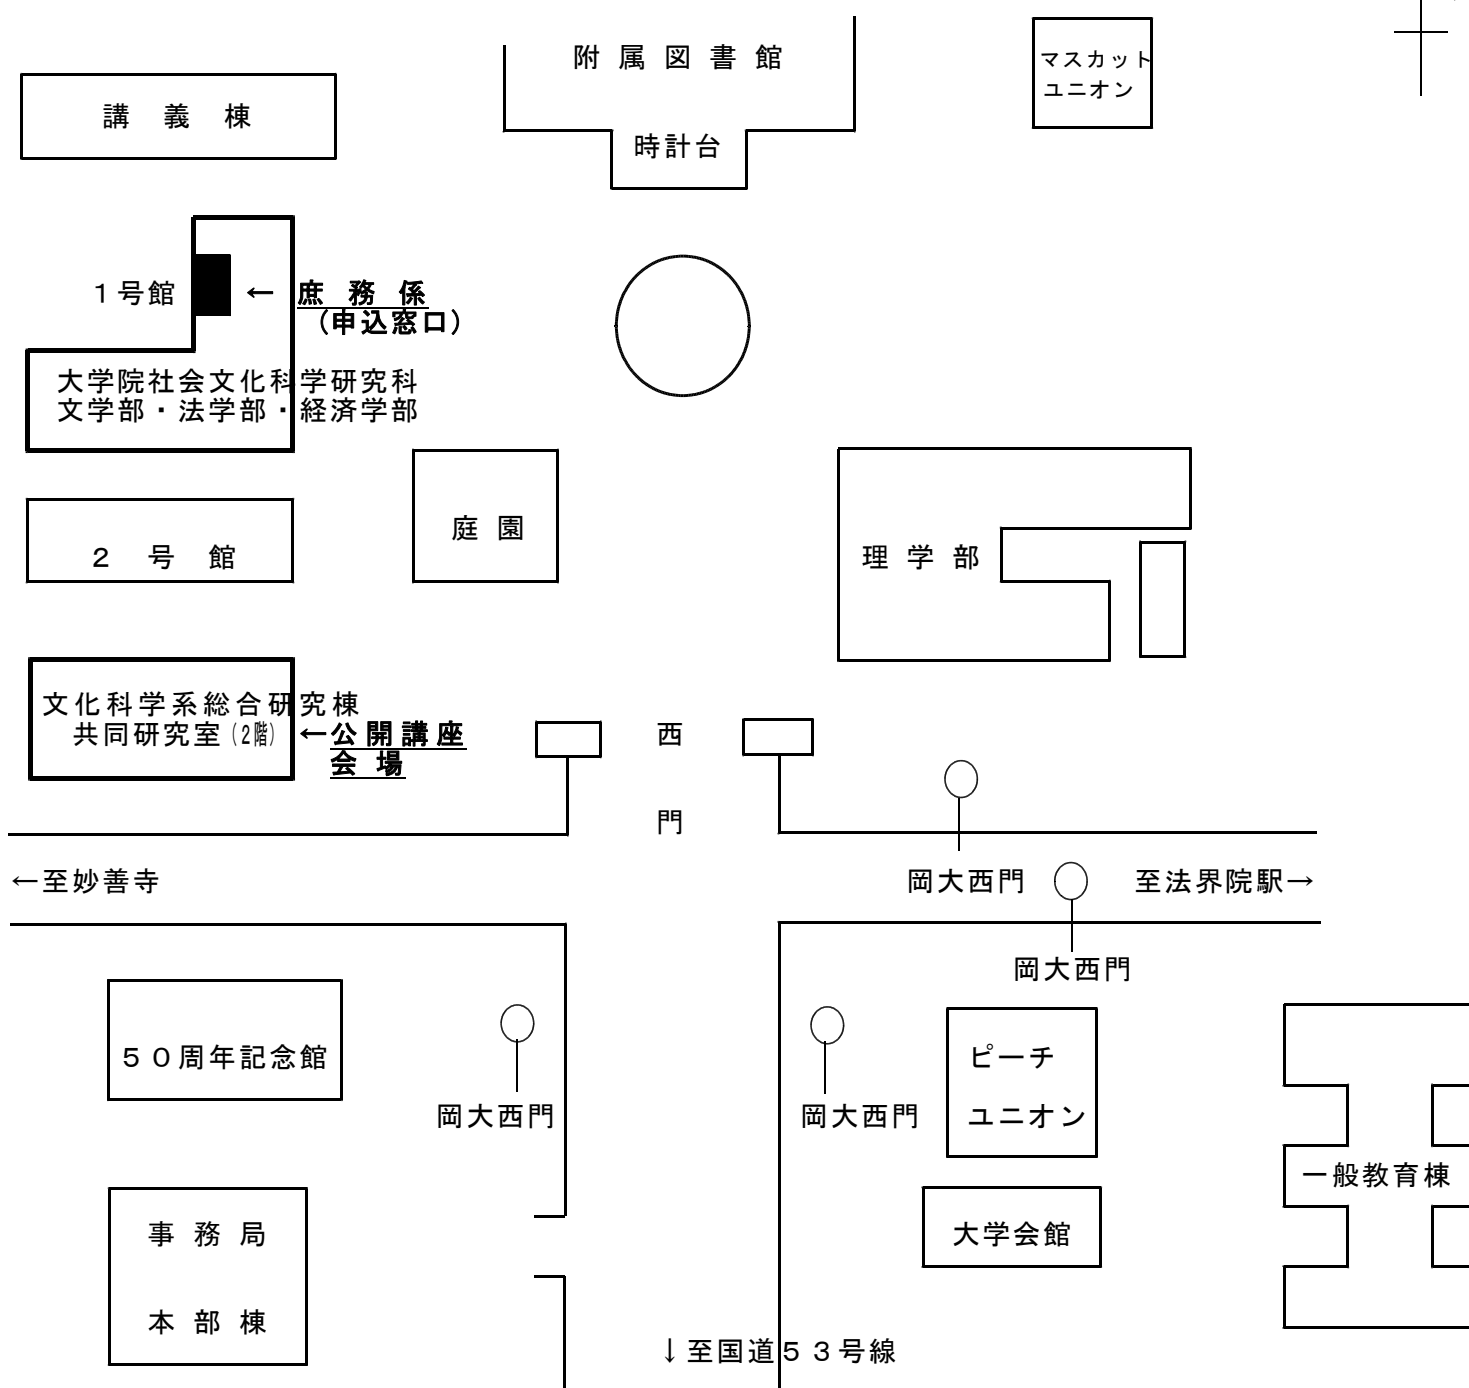 附属図書館
マスカット
ユニオン
講義棟
時計台
1号館
← 庶務係
(申込窓口)
大学院社会文化科学研究科
文学部・法学部・経済学部
庭園
2号館
理学部
文化科学系総合研究棟
共同研究室(2階)
←公開講座
会場
西
門
←至妙善寺
岡大西門
至法界院駅→
岡大西門
50周年記念館
ピーチ
ユニオン
岡大西門
岡大西門
一般教育棟
事務局
本部棟
大学会館
↓至国道53号線